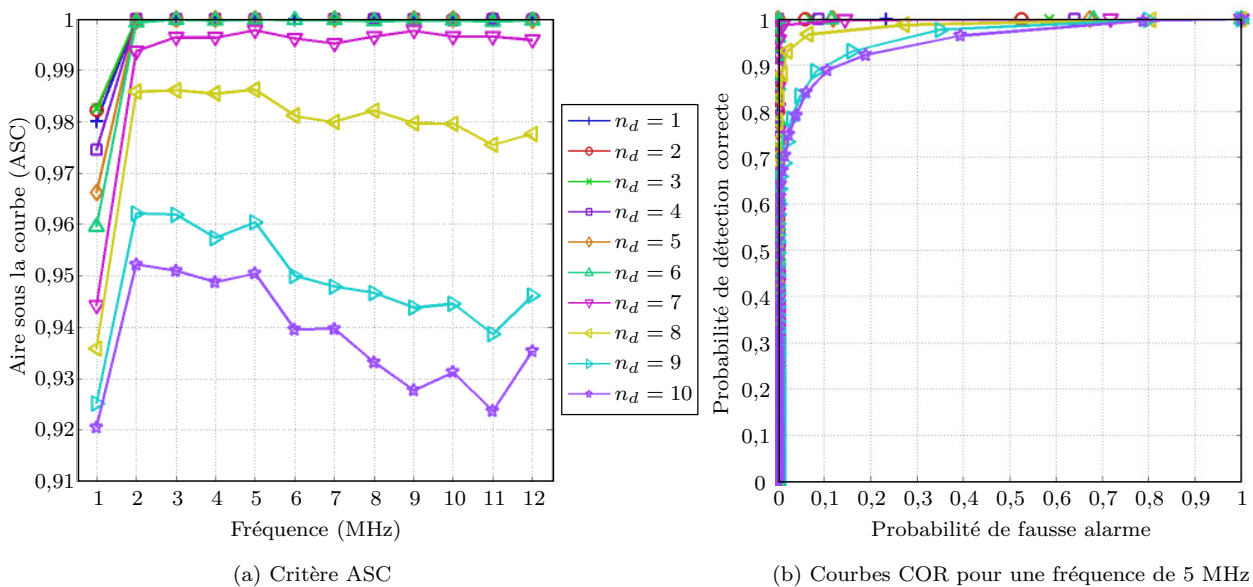 1
0,99
0,98
0,97
0,96
0,95
0,94
0,93
0,92
0,91
Aire sous la courbe (ASC)
1 2 3 4 5 6 7 8 9 10 11 12
Fréquence (MHz)
(a) Critère ASC
n_d = 1
n_d = 2
n_d = 3
n_d = 4
n_d = 5
n_d = 6
n_d = 7
n_d = 8
n_d = 9
n_d = 10
1
0,9
0,8
0,7
0,6
0,5
0,4
0,3
0,2
0,1
0
Probabilité de détection correcte
0 0,1 0,2 0,3 0,4 0,5 0,6 0,7 0,8 0,9 1
Probabilité de fausse alarme
(b) Courbes COR pour une fréquence de 5 MHz